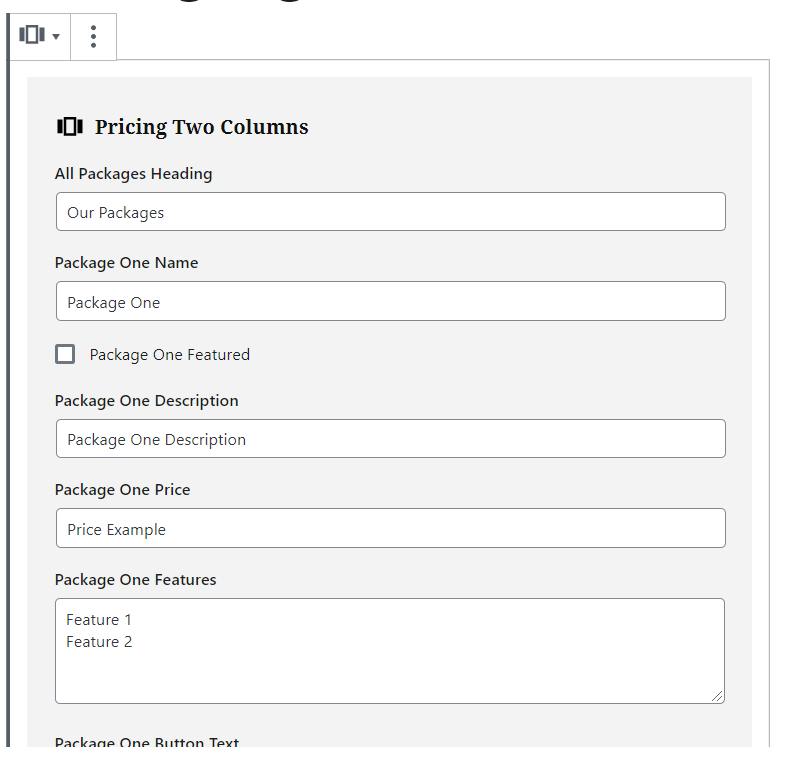 Pricing Two Columns
All Packages Heading
Our Packages
Package One Name
Package One
Package One Featured
Package One Description
Package One Description
Package One Price
Price Example
Package One Features
Feature 1
Feature 2
Package One Button Text